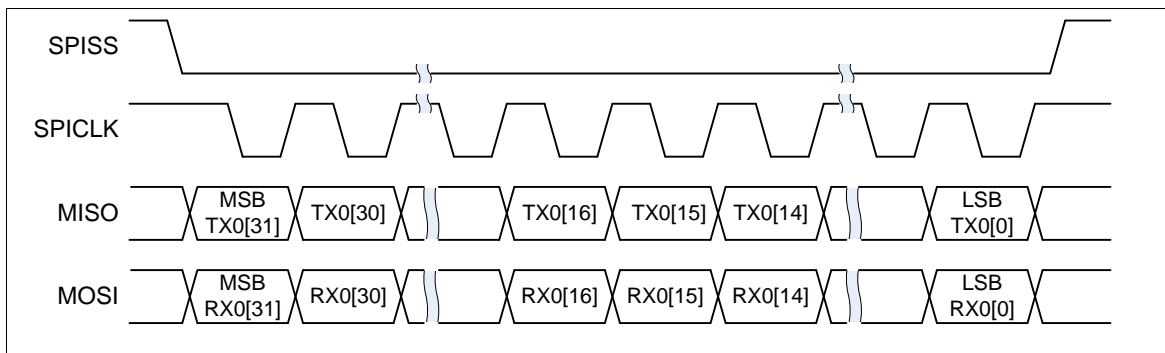 SPISS
SPICLK
MISO
MSB
TX0[31]
TX0[30]
TX0[16]
TX0[15]
TX0[14]
LSB
TX0[0]
MOSI
MSB
RX0[31]
RX0[30]
RX0[16]
RX0[15]
RX0[14]
LSB
RX0[0]